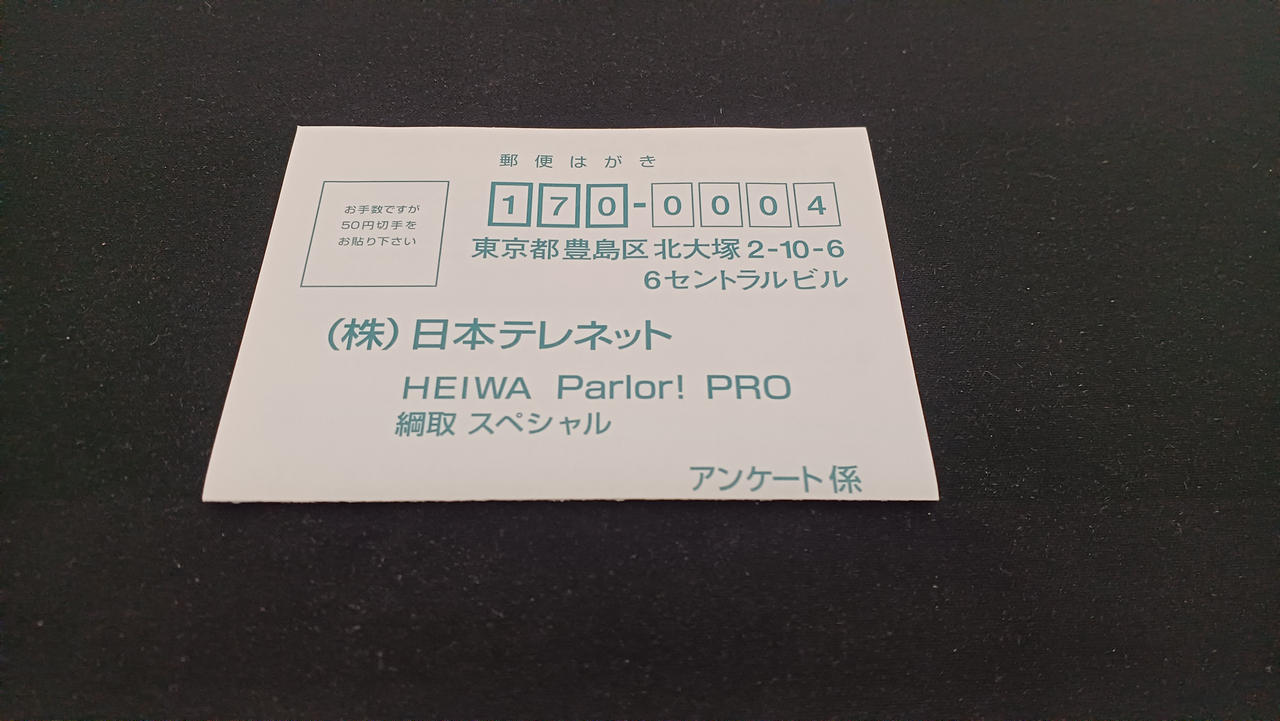 郵便はがき
お手数ですが
50円切手を
お貼り下さい
170-0004
東京都豊島区北大塚2-10-6
6セントラルビル
(株)日本テレネット
HEIWA Parlor! PRO
綱取 スペシャル
アンケート係